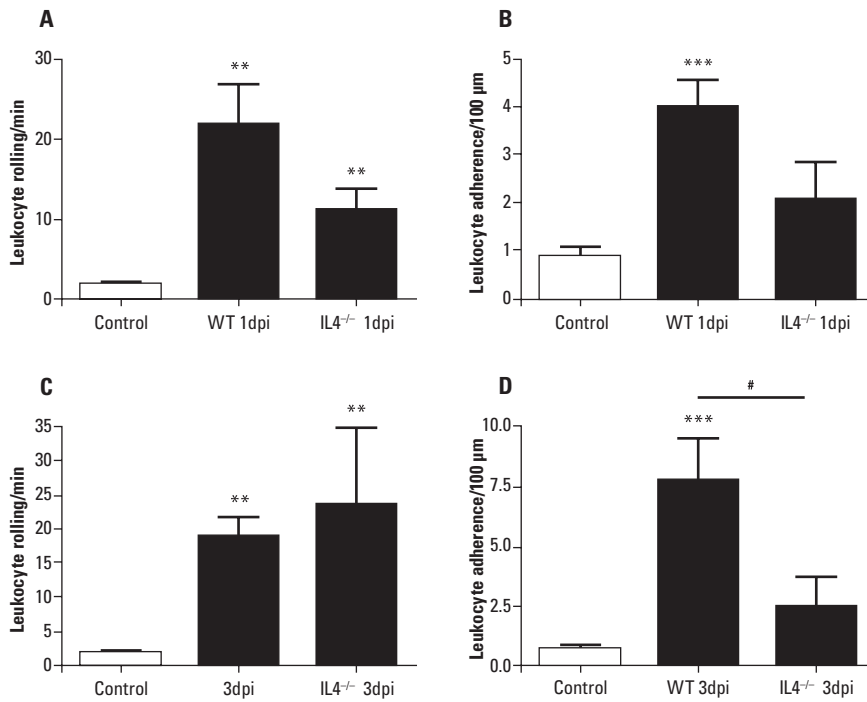 A
Leukocyte rolling/min
30
20
10
0
**
**
Control
WT 1dpi
IL4–/– 1dpi
B
Leukocyte adherence/100 µm
5
4
3
2
1
0
***
Control
WT 1dpi
IL4–/– 1dpi
C
Leukocyte rolling/min
35
30
25
20
15
10
5
0
**
**
Control
3dpi
IL4–/– 3dpi
D
Leukocyte adherence/100 µm
10.0
7.5
5.0
2.5
0.0
***
#
Control
WT 3dpi
IL4–/– 3dpi